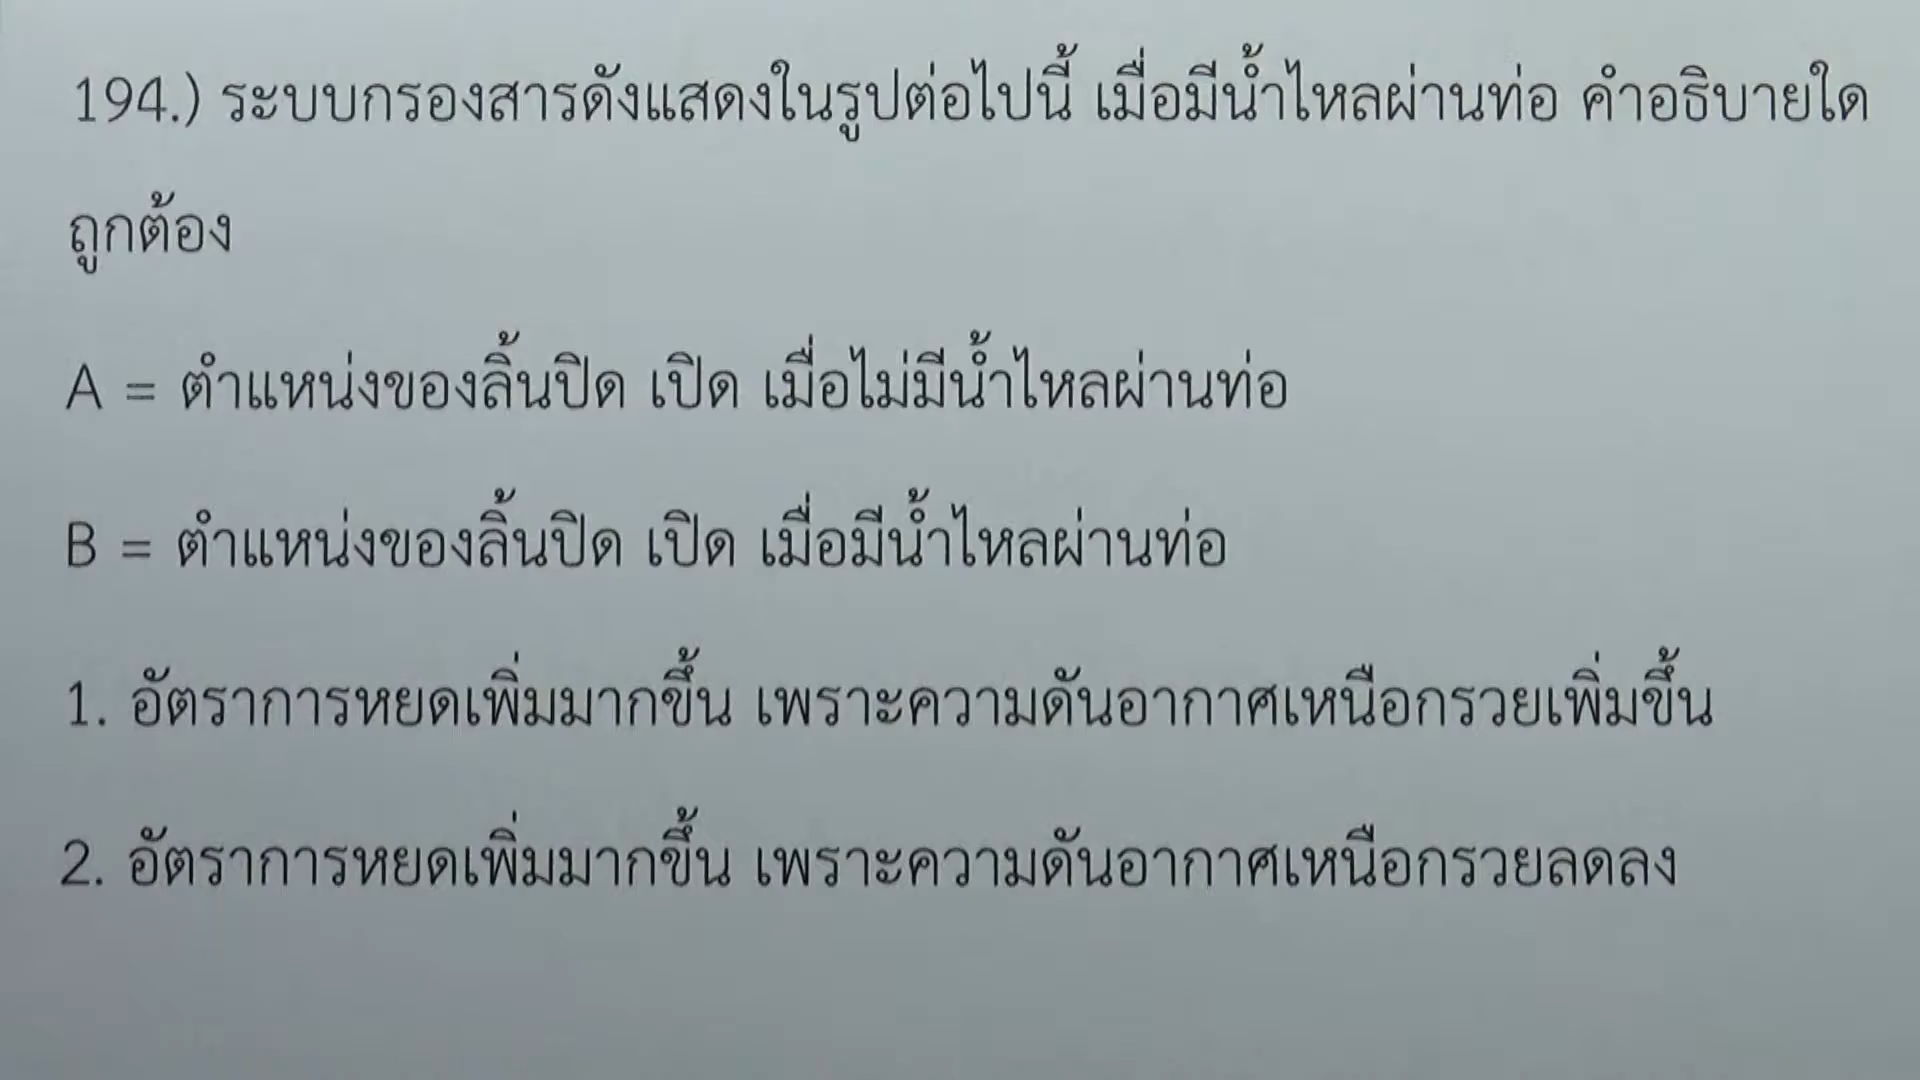 194.) ระบบกรองสารดังแสดงในรูปต่อไปนี้ เมื่อมีน้ำไหลผ่านท่อ คำอธิบายใด
ถูกต้อง
A = ตำแหน่งของลิ้นปิด เปิด เมื่อไม่มีน้ำไหลผ่านท่อ
B = ตำแหน่งของลิ้นปิด เปิด เมื่อมีน้ำไหลผ่านท่อ
1. อัตราการหยดเพิ่มมากขึ้น เพราะความดันอากาศเหนือกรวยเพิ่มขึ้น
2. อัตราการหยดเพิ่มมากขึ้น เพราะความดันอากาศเหนือกรวยลดลง